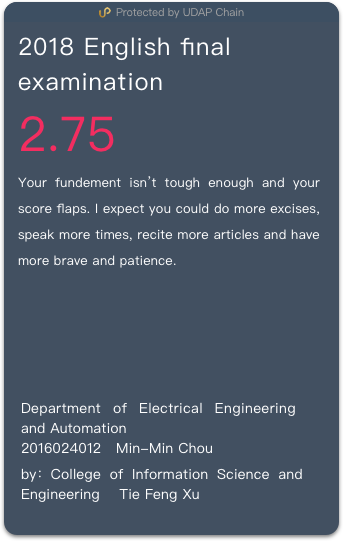 Protected by UDAP Chain
2018 English final
examination
2.75
Your fundement isn't tough enough and your
score flaps. I expect you could do more excises,
speak more times, recite more articles and have
more brave and patience.
Department of Electrical Engineering
and Automation
2016024012 Min-Min Chou
by: College of Information Science and
Engineering Tie Feng Xu